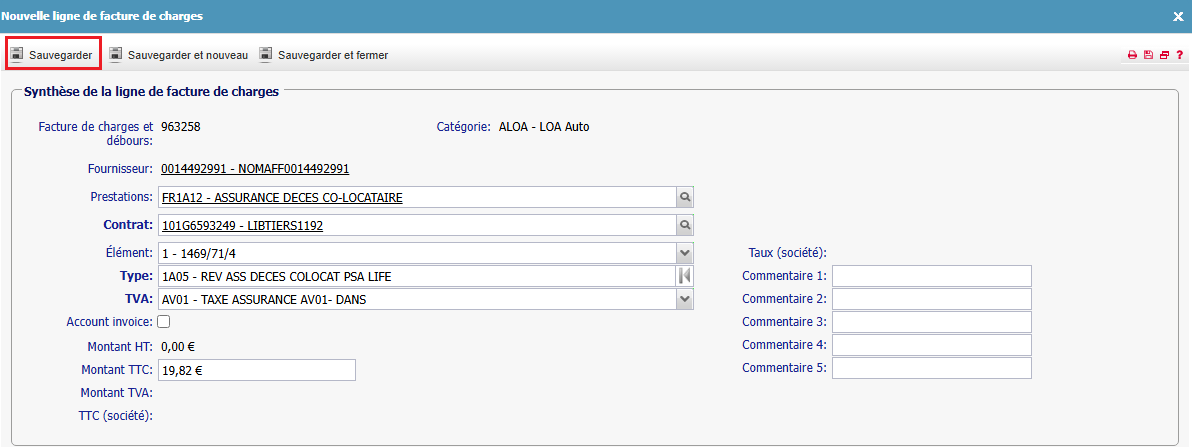 Nouvelle ligne de facture de charges
Sauvegarder Sauvegarder et nouveau Sauvegarder et fermer
Synthèse de la ligne de facture de charges
Facture de charges et débours: 963258 Catégorie: ALOA - LOA Auto
Fournisseur: 0014492991 - NOMAFF0014492991
Prestations: FR1A12 - ASSURANCE DECES CO-LOCATAIRE
Contrat: 101G6593249 - LIBTIERS1192
Élément: 1 - 1469/71/4 Taux (société):
Type: 1A05 - REV ASS DECES COLOCAT PSA LIFE Commentaire 1:
TVA: AV01 - TAXE ASSURANCE AV01- DANS Commentaire 2:
Account invoice: Commentaire 3:
Montant HT: 0,00 € Commentaire 4:
Montant TTC: 19,82 € Commentaire 5:
Montant TVA:
TTC (société):